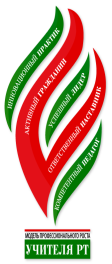 ИННОВАЦИОННЫЙ ПРАКТИК
АКТИВНЫЙ ГРАЖДАНИН
УСПЕШНЫЙ ЛИДЕР
ОТВЕТСТВЕННЫЙ НАСТАВНИК
КОМПЕТЕНТНЫЙ ПЕДАГОГ
МОДЕЛЬ ПРОФЕССИОНАЛЬНОГО РОСТА
УЧИТЕЛЯ РТ